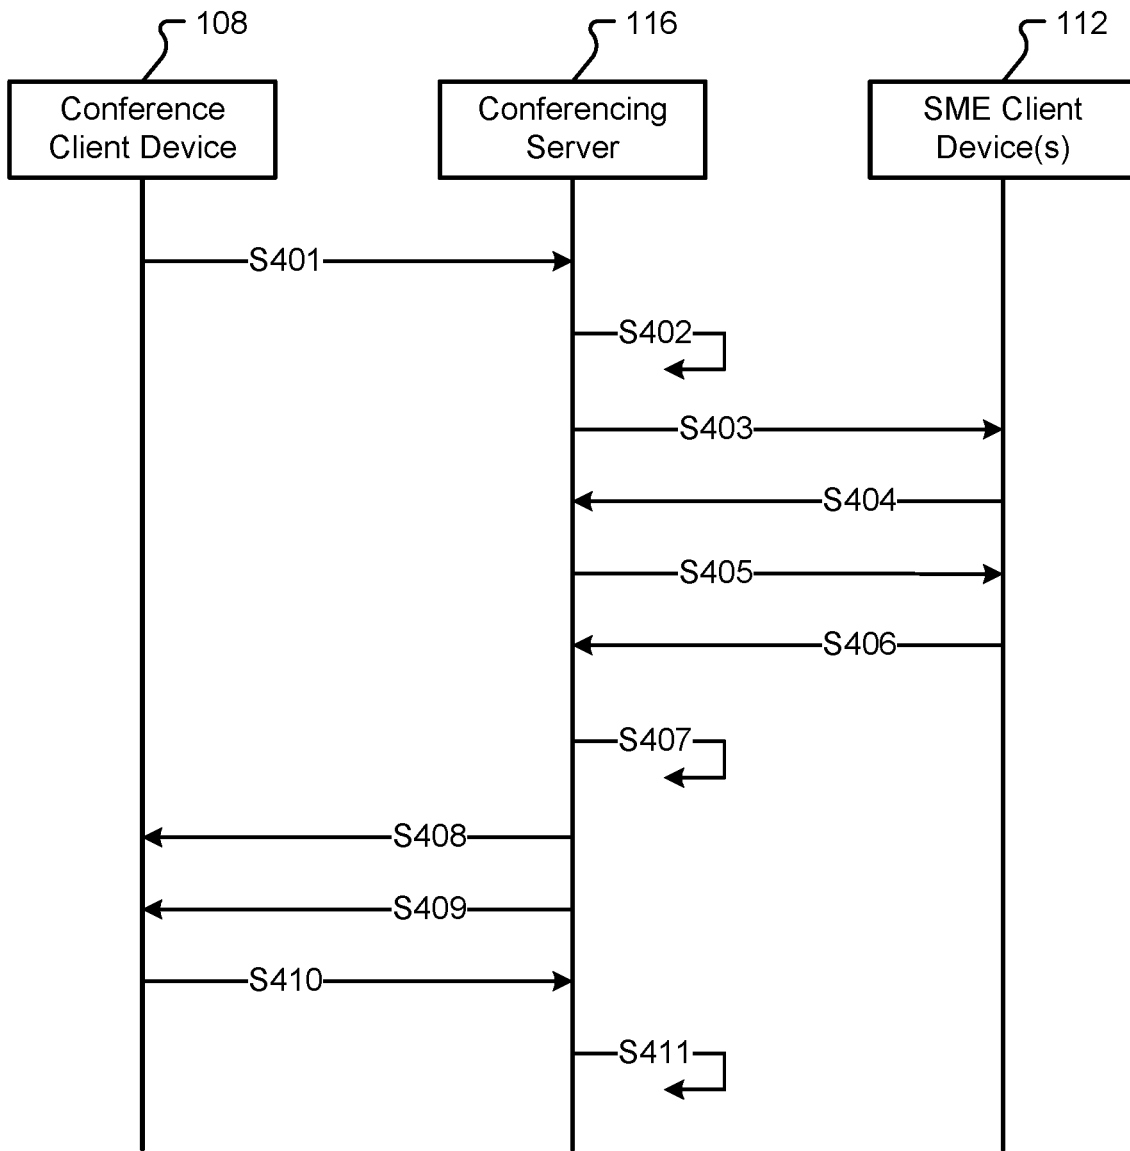 108
116
112
Conference
Client Device
Conferencing
Server
SME Client
Device(s)
S401
S402
S403
S404
S405
S406
S407
S408
S409
S410
S411